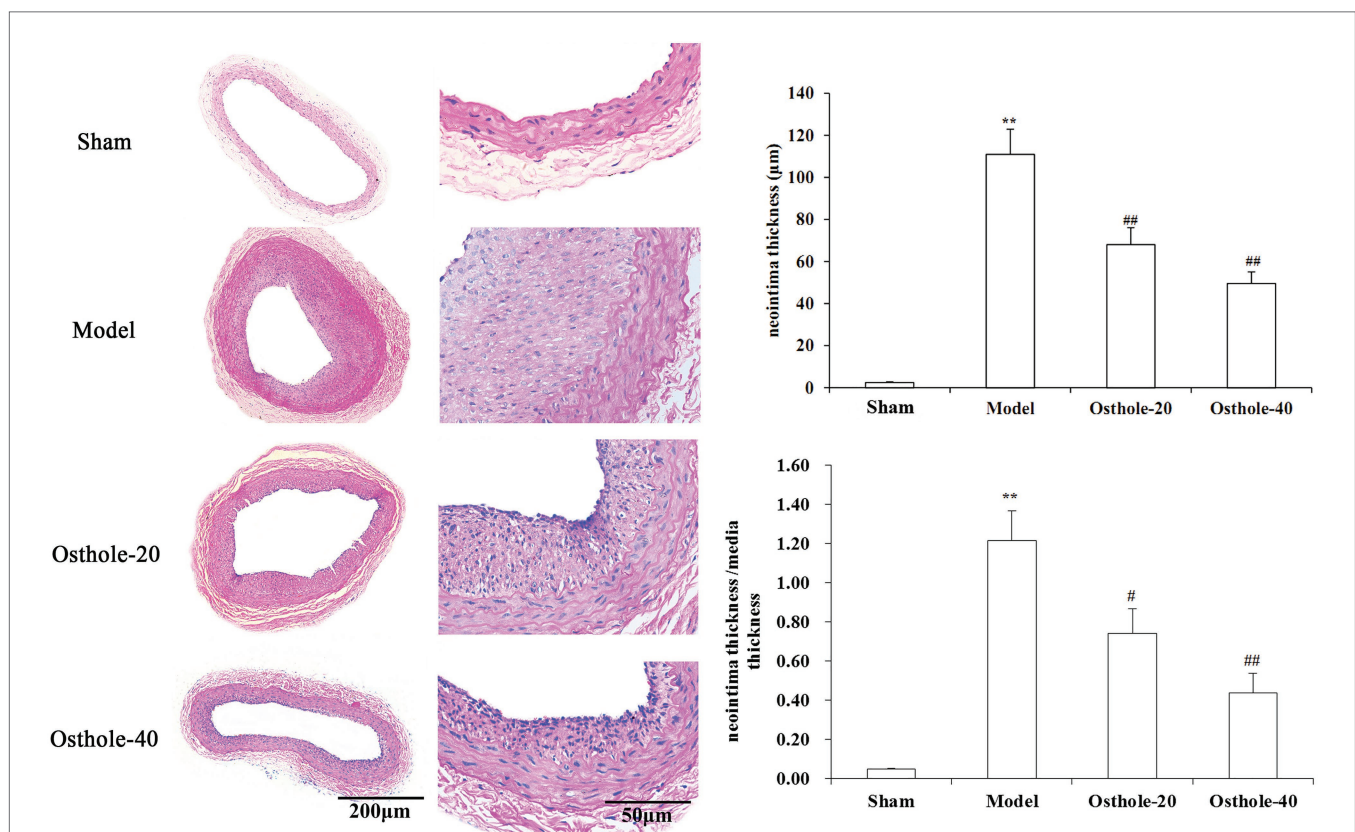 Sham
Model
Osthole-20
Osthole-40
200μm
50μm
neointima thickness (μm)
140
120
100
80
60
40
20
0
**
##
##
Sham
Model
Osthole-20
Osthole-40
neointima thickness /media
thickness
1.60
1.40
1.20
1.00
0.80
0.60
0.40
0.20
0.00
**
#
##
Sham
Model
Osthole-20
Osthole-40